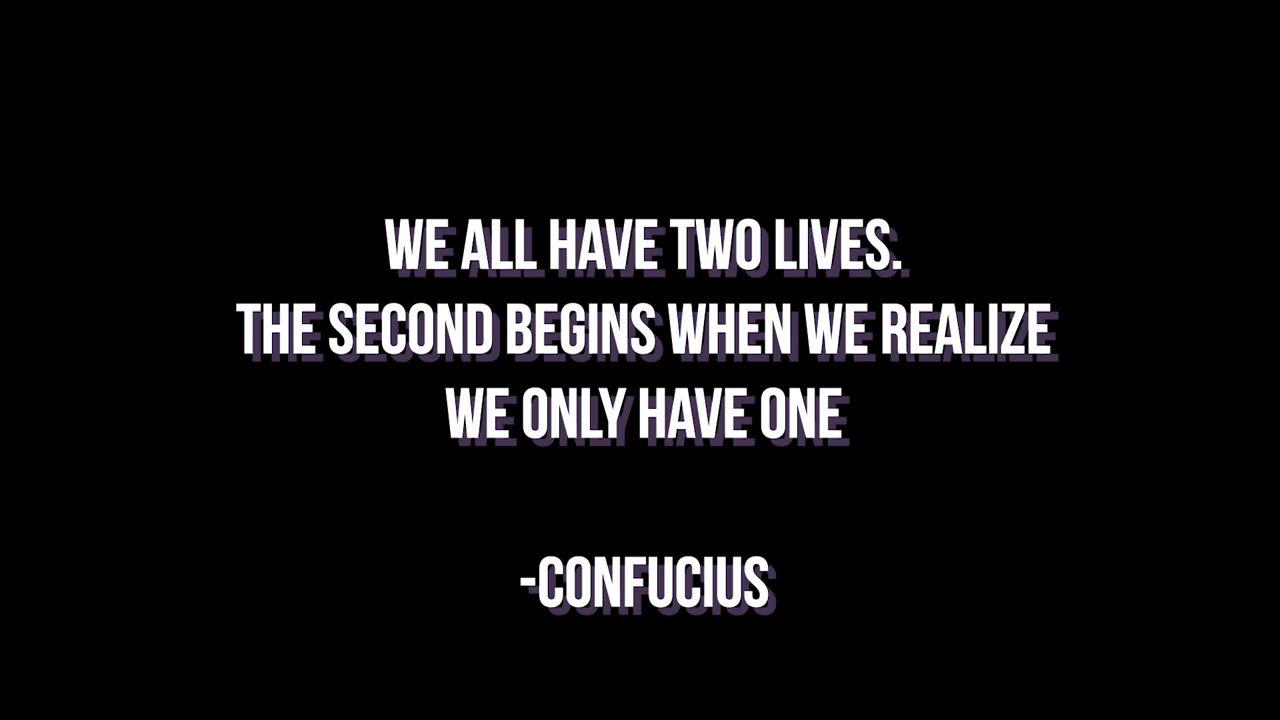 WE ALL HAVE TWO LIVES.
THE SECOND BEGINS WHEN WE REALIZE
WE ONLY HAVE ONE
-CONFUCIUS